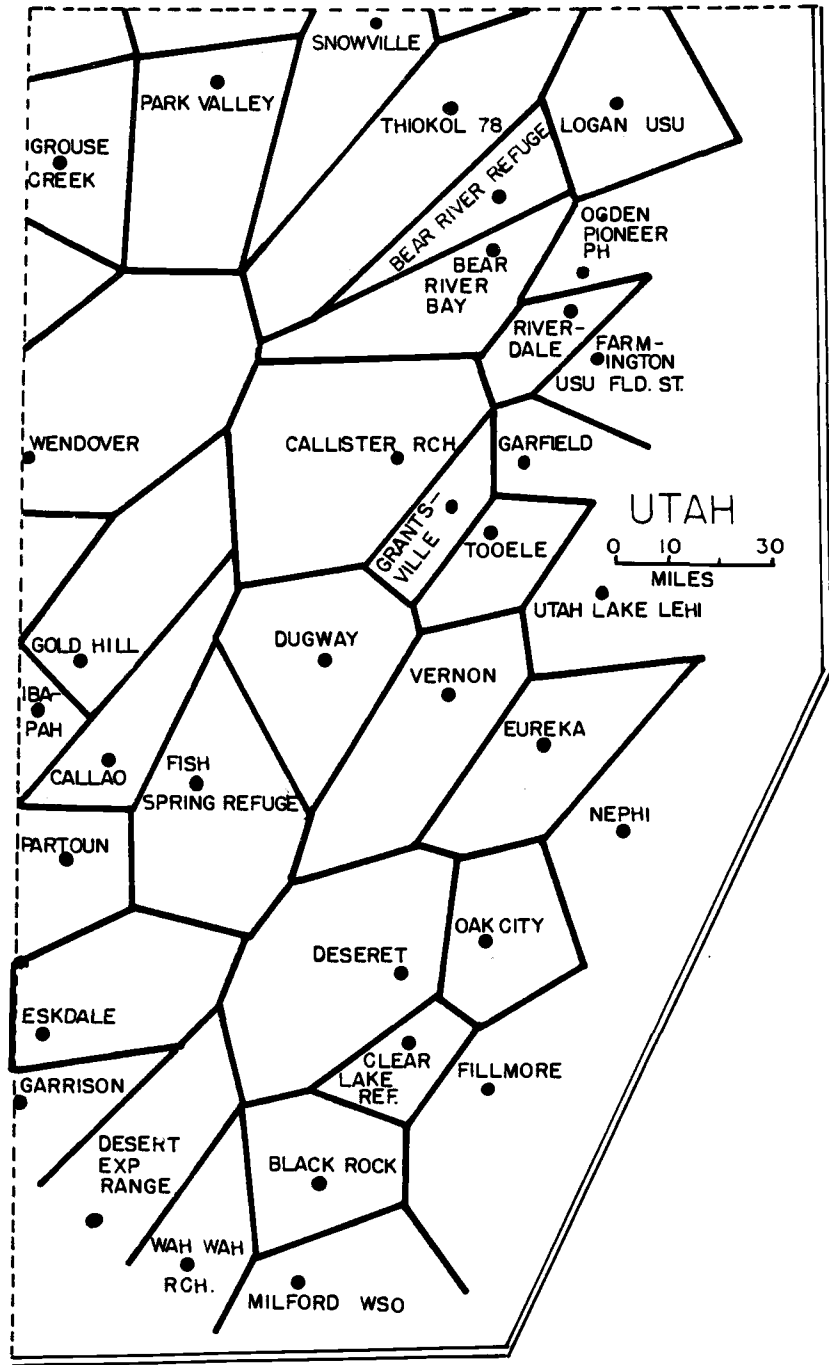 SNOWVILLE
PARK VALLEY
THIOKOL 78
LOGAN USU
GROUSE
CREEK
BEAR RIVER REFUGE
OGDEN
PIONEER
PH
BEAR
RIVER
BAY
RIVER-
DALE
FARM-
INGTON
USU FLD. ST.
WENDOVER
CALLISTER RCH
GARFIELD
GRANTS-
VILLE
TOOELE
UTAH
0 10 30
MILES
UTAH LAKE LEHI
GOLD HILL
DUGWAY
VERNON
IBA-
PAH
EUREKA
CALLAO
FISH
SPRING REFUGE
NEPHI
PARTOUN
OAK CITY
DESERET
ESKDALE
CLEAR
LAKE
REF.
FILLMORE
GARRISON
DESERT
EXP
RANGE
BLACK ROCK
WAH WAH
RCH.
MILFORD WSO